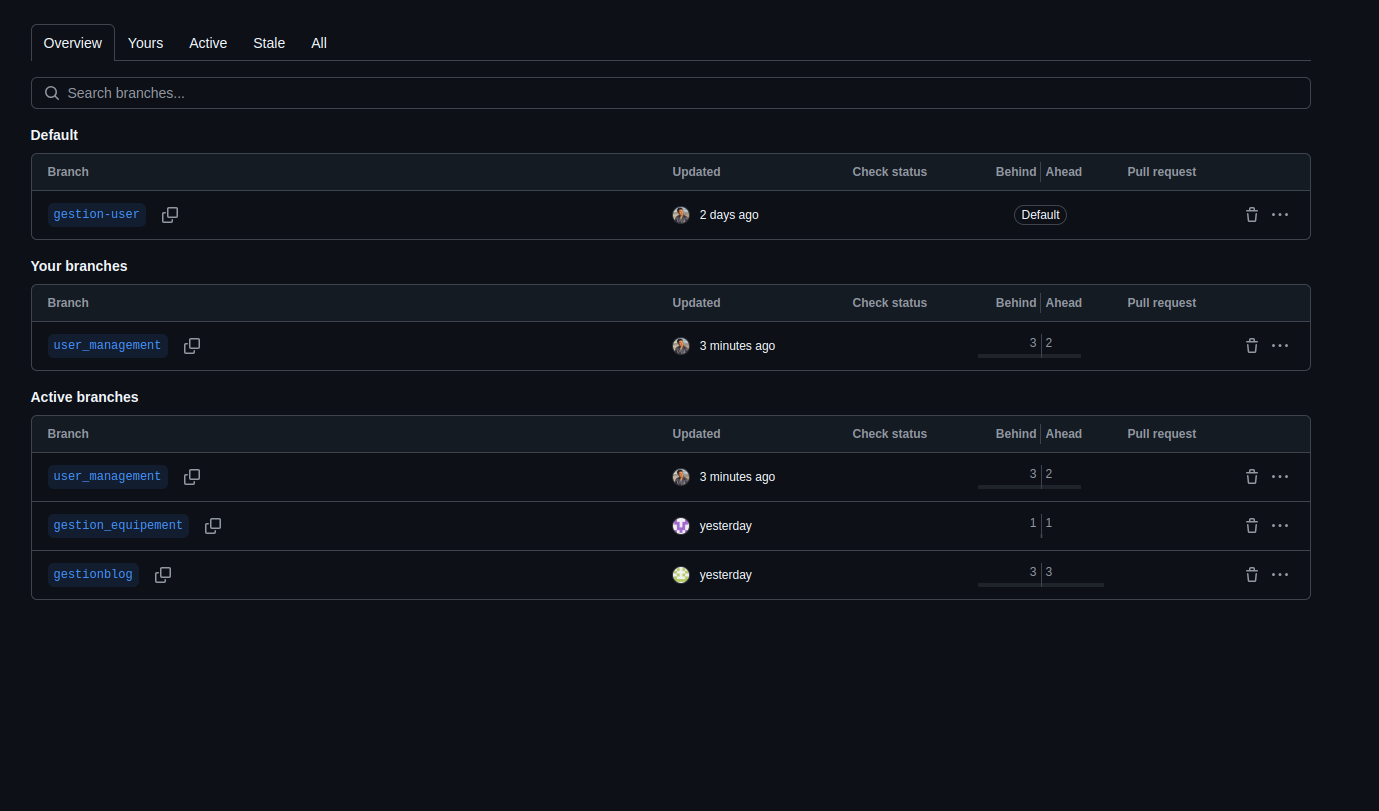 Overview Yours Active Stale All
Search branches...
Default
Branch Updated Check status Behind Ahead Pull request
gestion-user 2 days ago Default
Your branches
Branch Updated Check status Behind Ahead Pull request
user_management 3 minutes ago 3 2
Active branches
Branch Updated Check status Behind Ahead Pull request
user_management 3 minutes ago 3 2
gestion_equipement yesterday 1 1
gestionblog yesterday 3 3